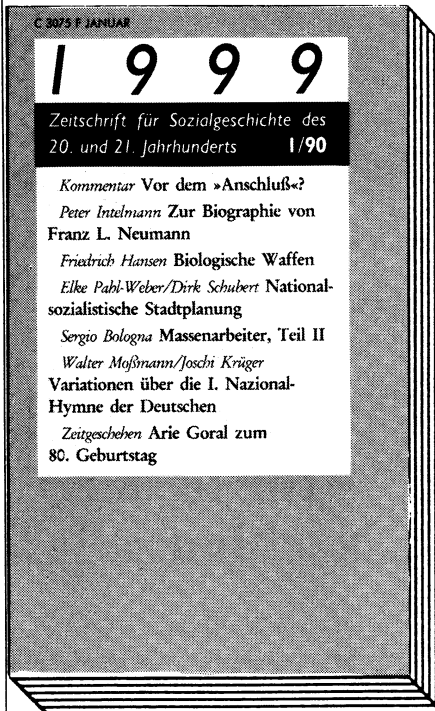 C 3075 F JANUAR
1 9 9 9
Zeitschrift für Sozialgeschichte des
20. und 21. Jahrhunderts 1/90
Kommentar Vor dem »Anschluß«?
Peter Intelmann Zur Biographie von
Franz L. Neumann
Friedrich Hansen Biologische Waffen
Elke Pahl-Weber/Dirk Schubert National-
sozialistische Stadtplanung
Sergio Bologna Massenarbeiter, Teil II
Walter Moßmann/Joschi Krüger
Variationen über die I. Nazional-
Hymne der Deutschen
Zeitgeschehen Arie Goral zum
80. Geburtstag